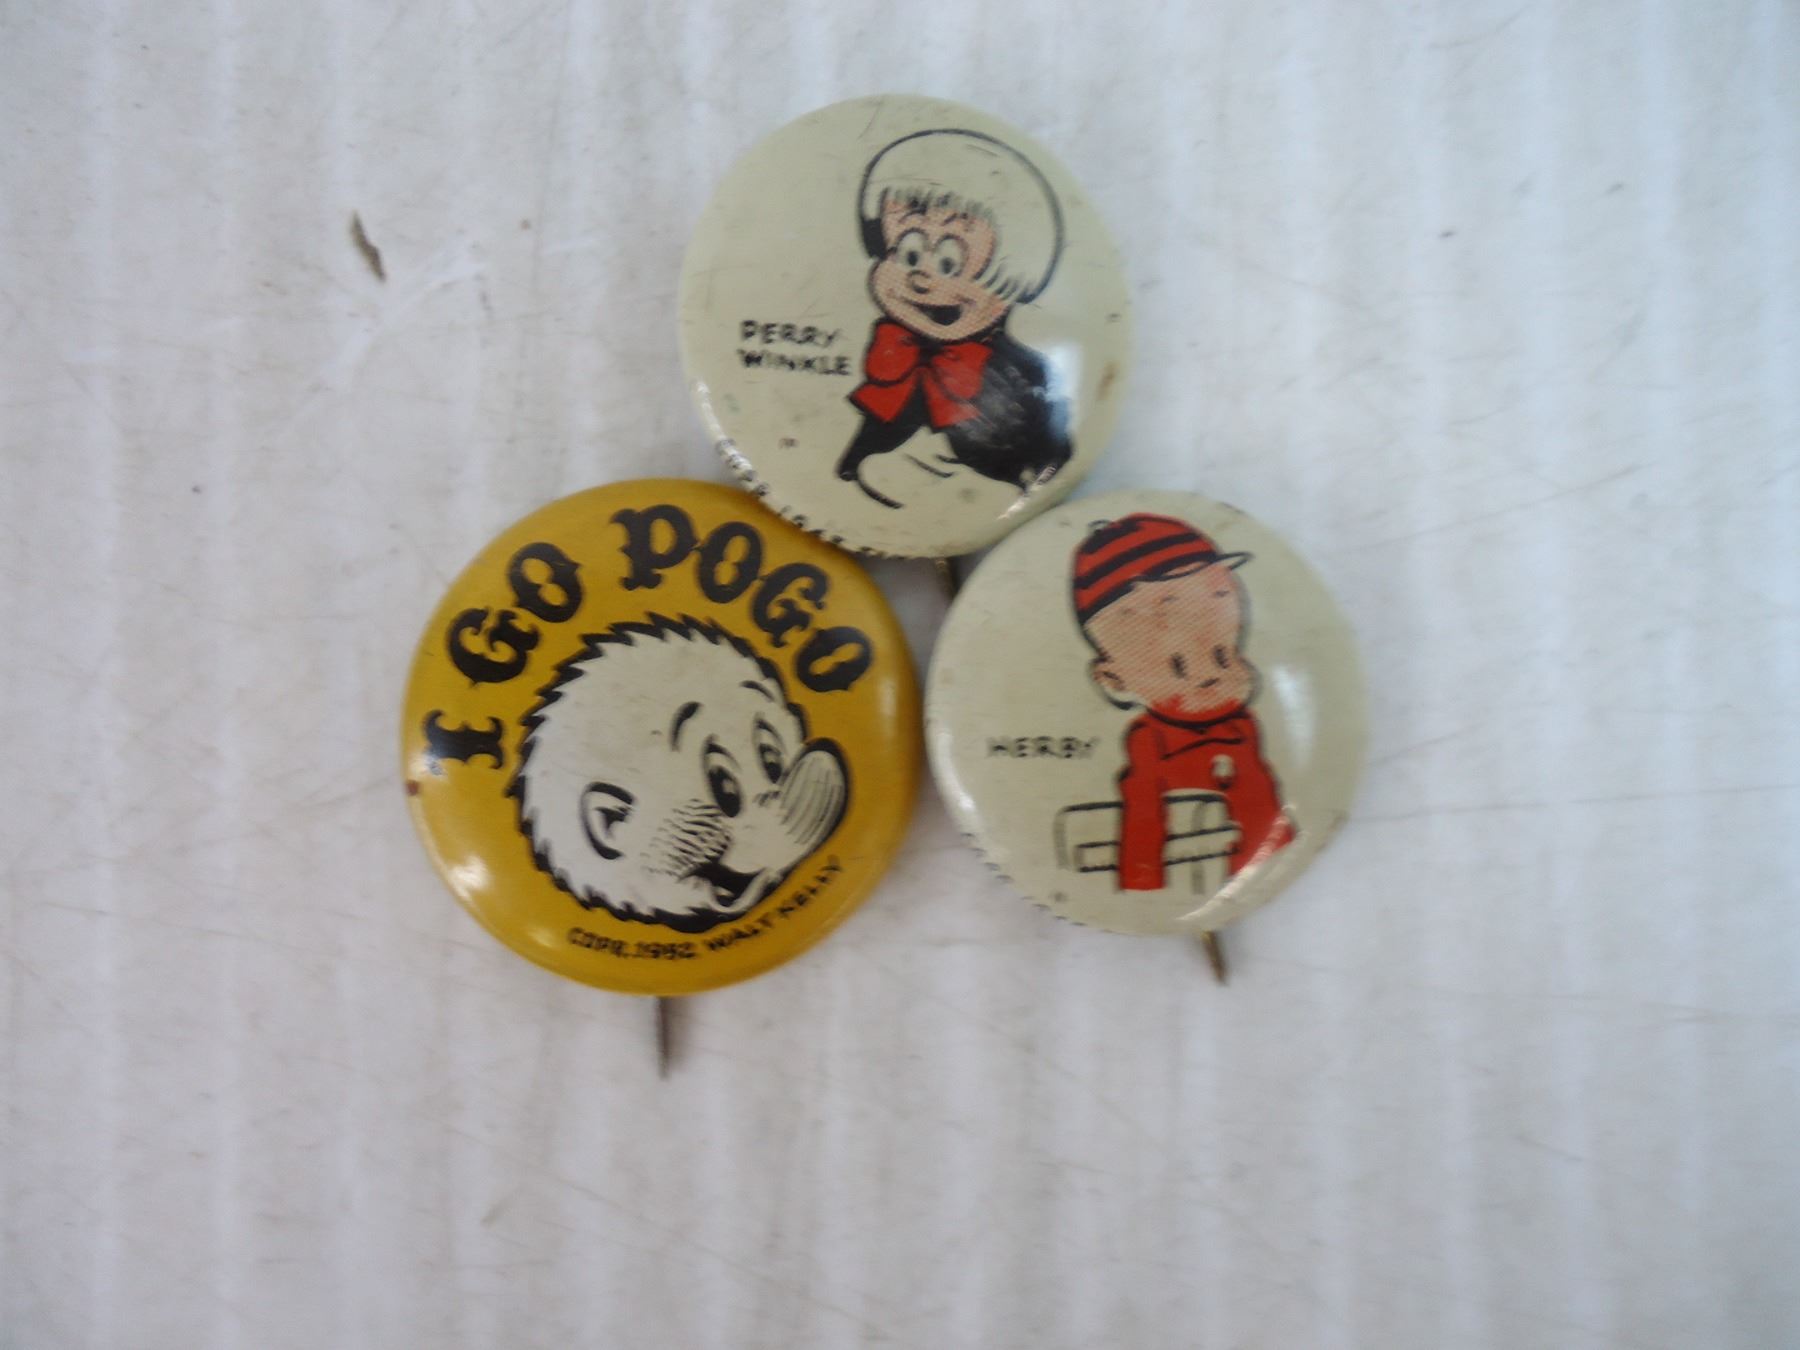 PERRY
WINKLE
I GO POGO
COPR. 1952 WALT KELLY
HERBY